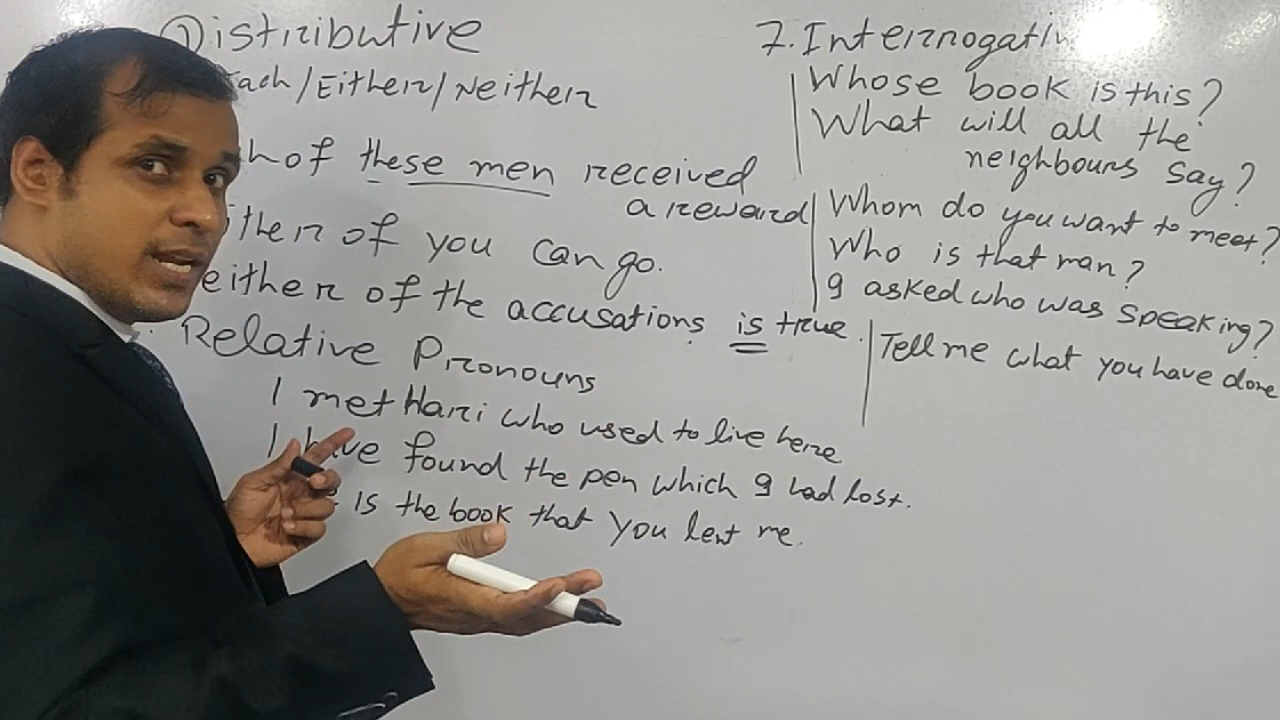 Distributive
Each/Either/Neither
of these men received
a reward
of you can go.
either of the accusations is true.
Relative Pronouns
I met Hari who used to live here
I have found the pen which I had lost.
is the book that you lent me.
7. Interrogati
Whose book is this?
What will all the
neighbours say?
Whom do you want to meet?
Who is that man?
I asked who was speaking?
Tell me what you have done